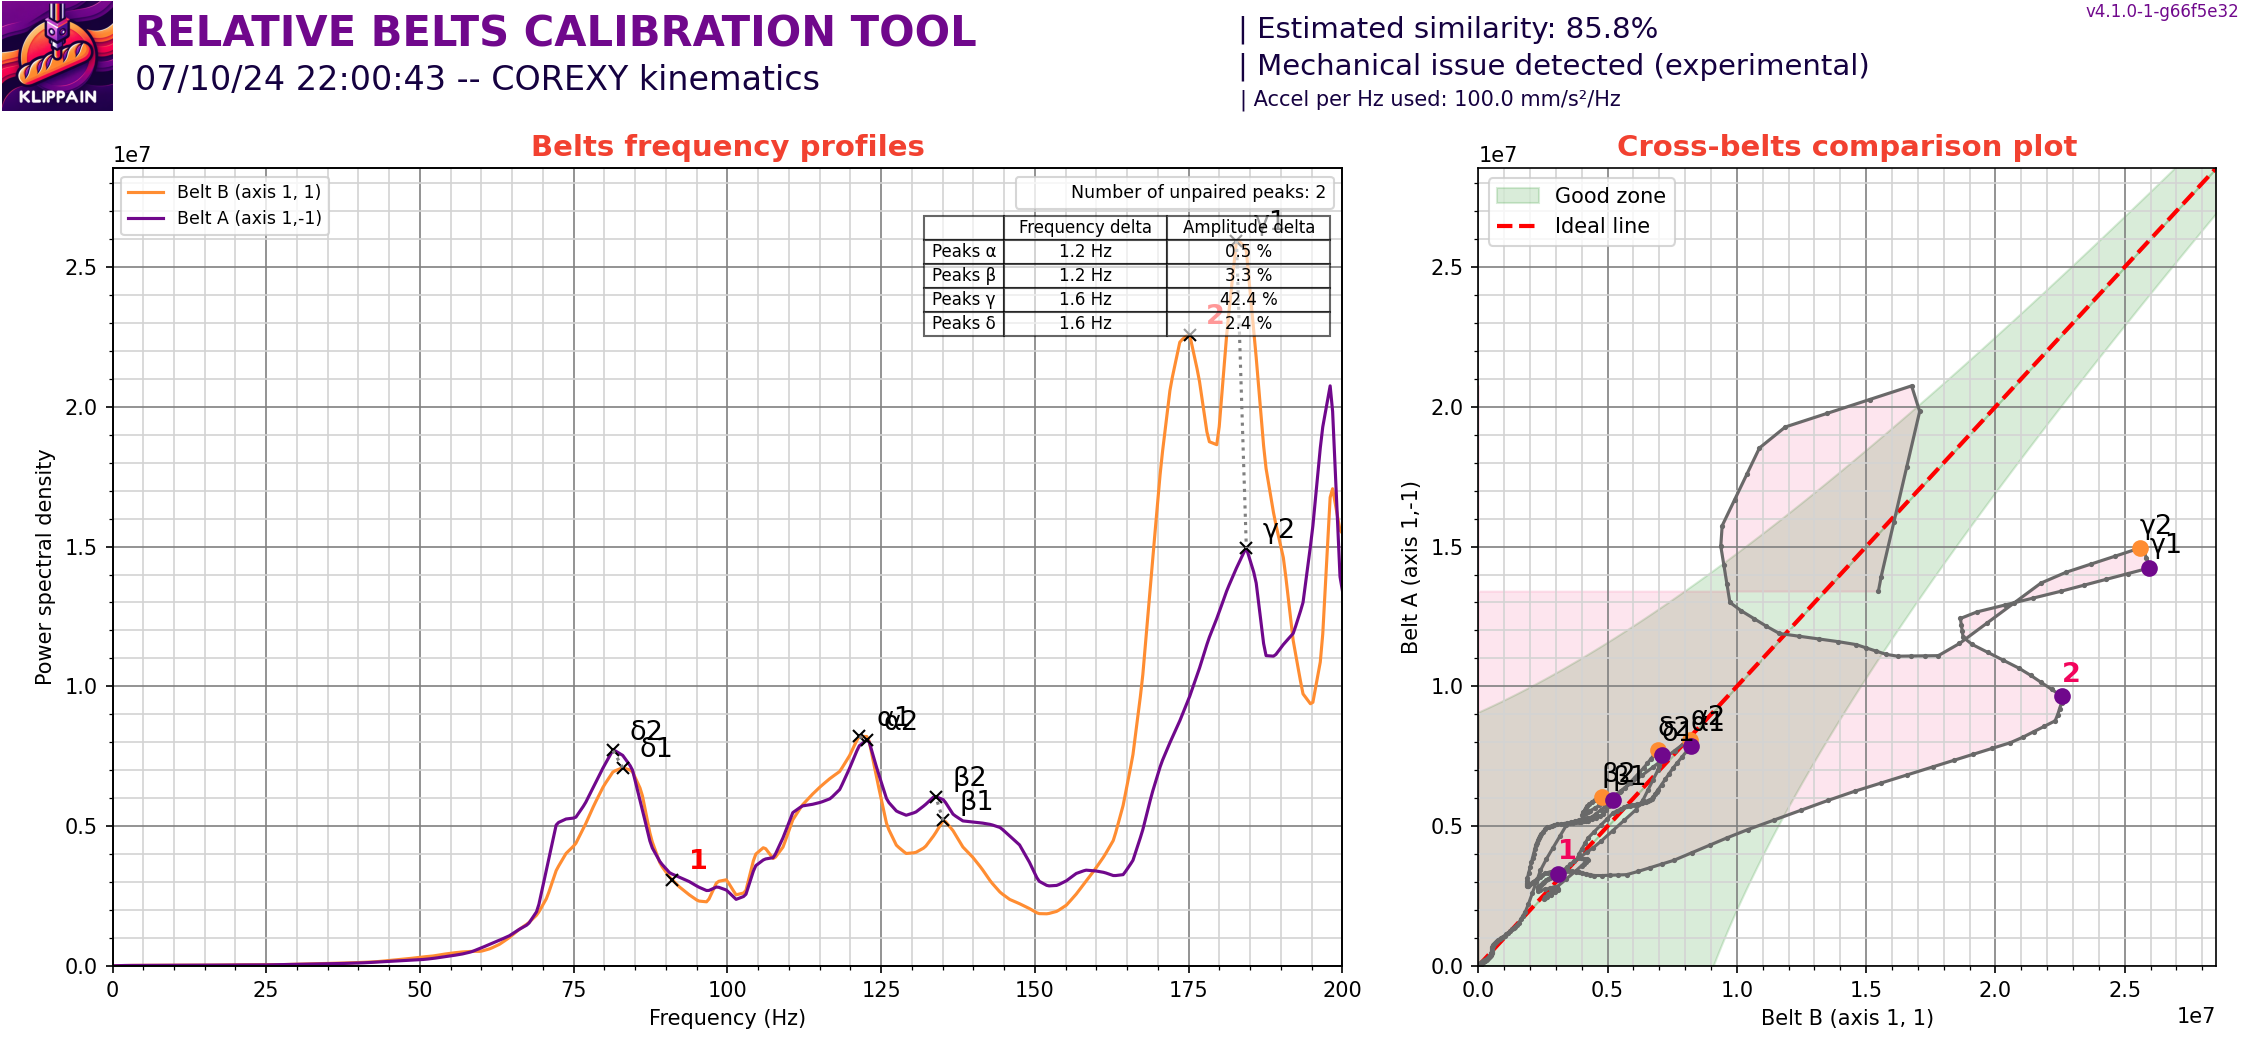 KLIPPAIN
RELATIVE BELTS CALIBRATION TOOL
07/10/24 22:00:43 -- COREXY kinematics
| Estimated similarity: 85.8%
| Mechanical issue detected (experimental)
| Accel per Hz used: 100.0 mm/s²/Hz
v4.1.0-1-g66f5e32
Belts frequency profiles
1e7
Belt B (axis 1, 1)
Belt A (axis 1,-1)
Number of unpaired peaks: 2
Frequency delta Amplitude delta
Peaks α 1.2 Hz 0.5 %
Peaks β 1.2 Hz 3.3 %
Peaks γ 1.6 Hz 42.4 %
Peaks δ 1.6 Hz 2.4 %
γ1
2
γ2
α1
α2
δ2
δ1
β2
β1
1
Power spectral density
2.5
2.0
1.5
1.0
0.5
0.0
0 25 50 75 100 125 150 175 200
Frequency (Hz)
Cross-belts comparison plot
1e7
Good zone
Ideal line
γ2
γ1
2
α2
α1
δ2
δ1
β2
β1
1
Belt A (axis 1,-1)
2.5
2.0
1.5
1.0
0.5
0.0
0.0 0.5 1.0 1.5 2.0 2.5
1e7
Belt B (axis 1, 1)